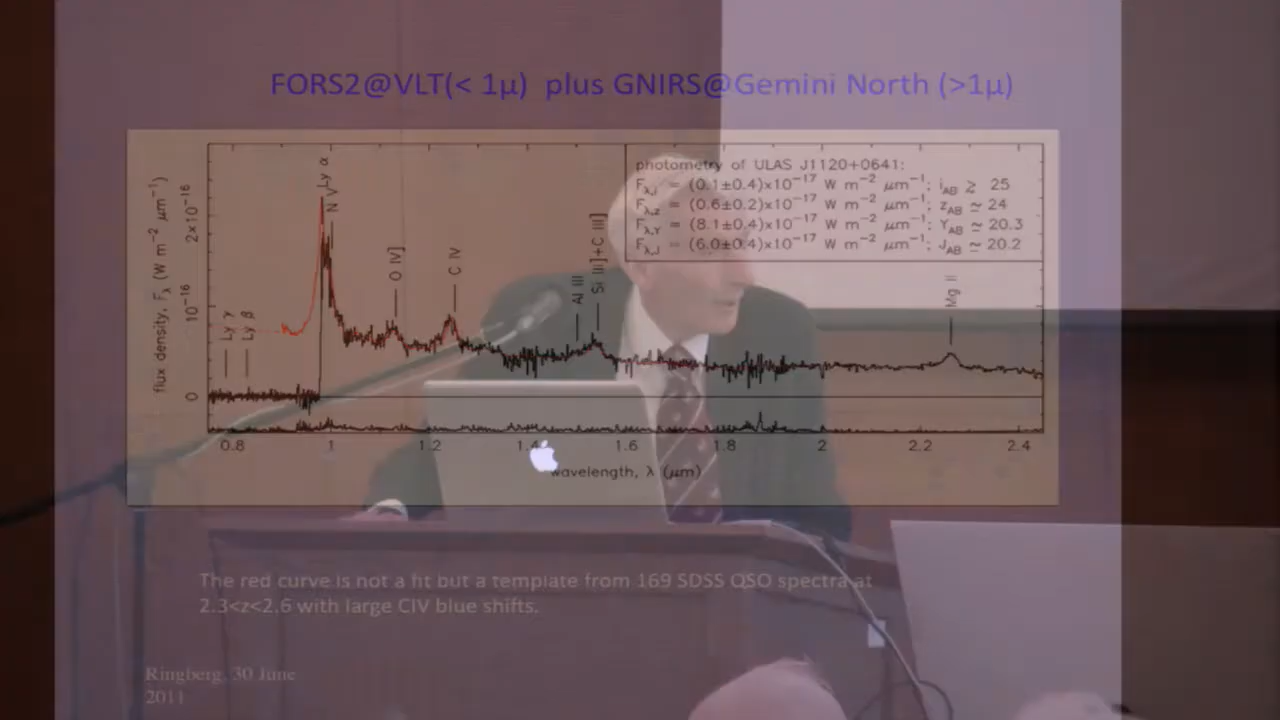 FORS2@VLT(< 1μ) plus GNIRS@Gemini North (>1μ)
photometry of ULAS J1120+0641:
F_λ,i = (0.1±0.4)×10⁻¹⁷ W m⁻² μm⁻¹; i_AB ≳ 25
F_λ,z = (0.6±0.2)×10⁻¹⁷ W m⁻² μm⁻¹; z_AB ≃ 24
F_λ,Y = (8.1±0.4)×10⁻¹⁷ W m⁻² μm⁻¹; Y_AB ≃ 20.3
F_λ,J = (6.0±0.4)×10⁻¹⁷ W m⁻² μm⁻¹; J_AB ≃ 20.2
flux density, F_λ (W m⁻² μm⁻¹)
2×10⁻¹⁶
10⁻¹⁶
0
Ly γ
Ly β
Ly α
N V
O IV]
C IV
Al III
Si III]+C III]
Mg II
0.8 1 1.2 1.4 1.6 1.8 2 2.2 2.4
wavelength, λ (μm)
The red curve is not a fit but a template from 169 SDSS QSO spectra at
2.3<z<2.6 with large CIV blue shifts.
Ringberg, 30 June
2011